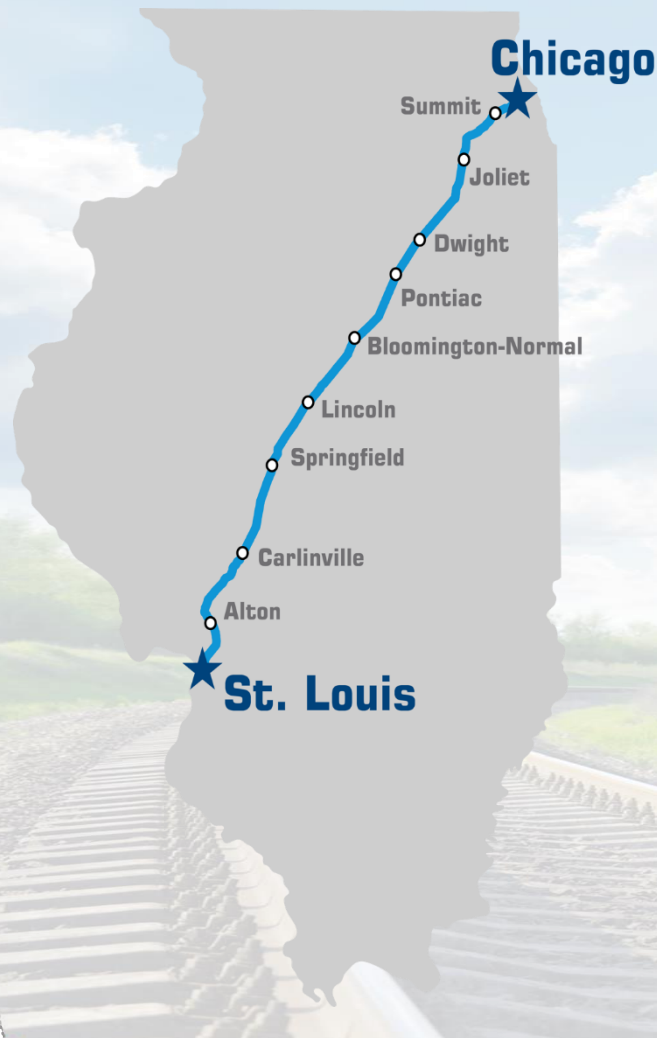 Chicago
Summit
Joliet
Dwight
Pontiac
Bloomington-Normal
Lincoln
Springfield
Carlinville
Alton
St. Louis